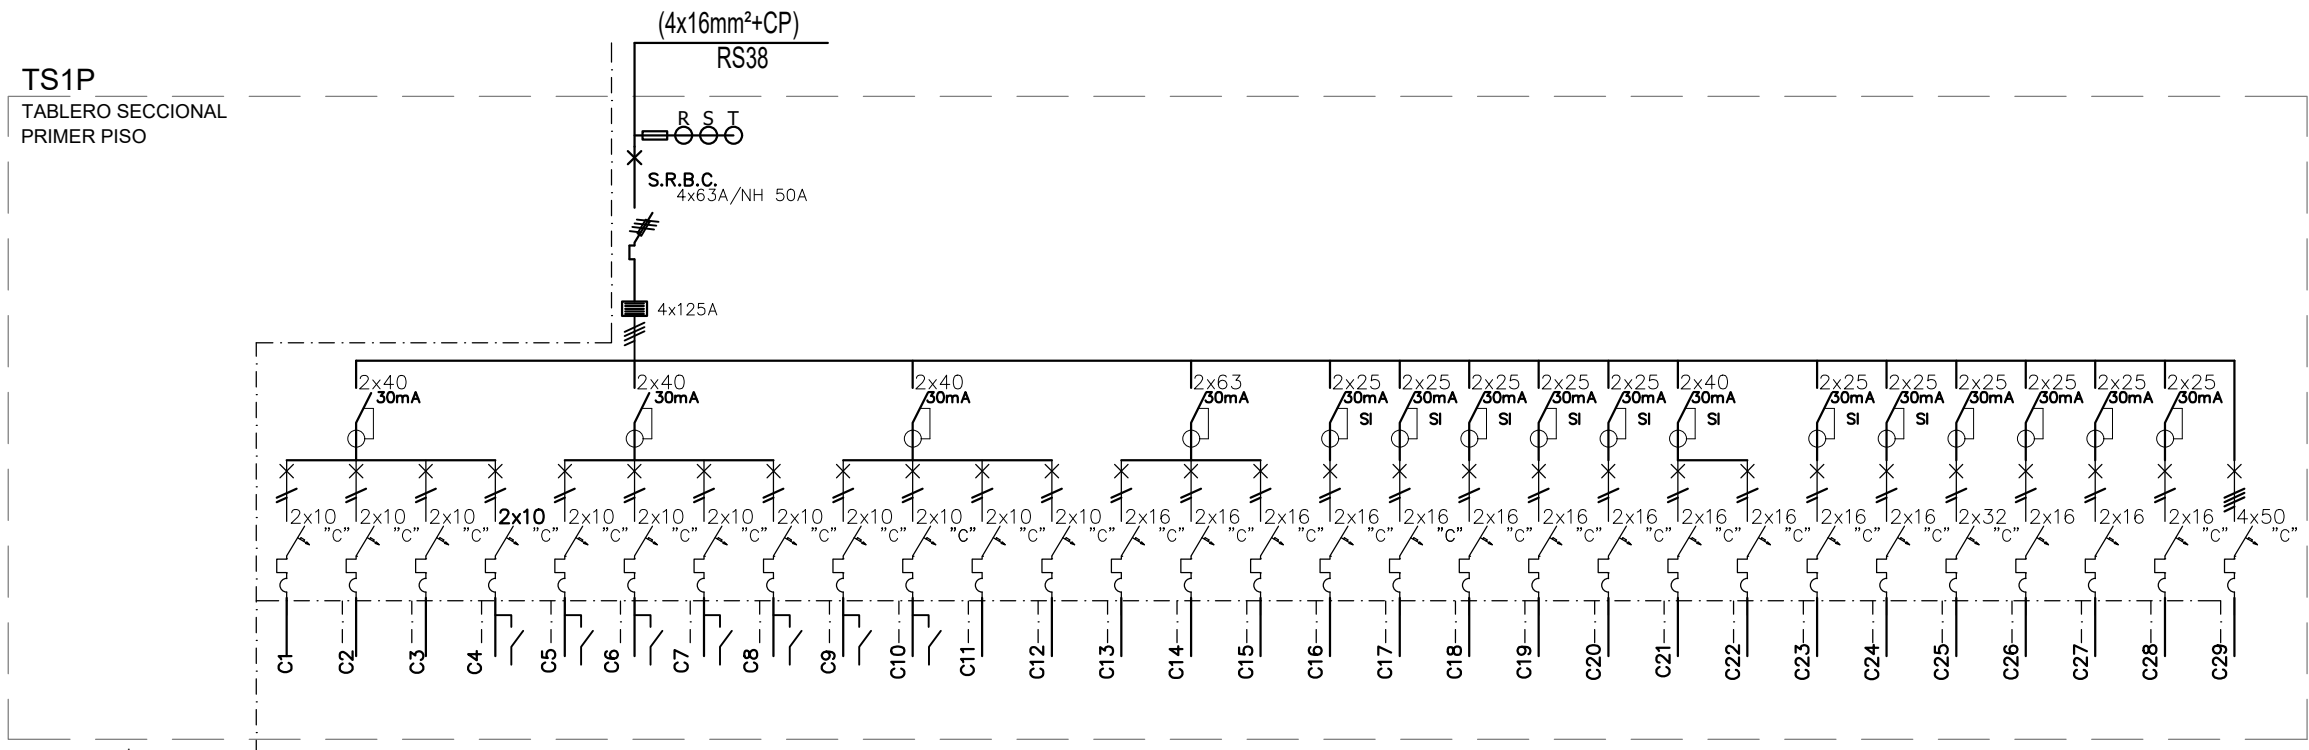 (4x16mm²+CP)
RS38
TS1P
TABLERO SECCIONAL
PRIMER PISO
R S T
S.R.B.C.
4x63A/NH 50A
4x125A
2x40 2x40 2x40 2x63 2x25 2x25 2x25 2x25 2x25 2x40 2x25 2x25 2x25 2x25 2x25 2x25
30mA 30mA 30mA 30mA 30mA 30mA 30mA 30mA 30mA 30mA 30mA 30mA 30mA 30mA 30mA 30mA
SI SI SI SI SI SI SI SI
2x10 2x10 2x10 2x10 2x10 2x10 2x10 2x10 2x10 2x10 2x10 2x10 2x16 2x16 2x16 2x16 2x16 2x16 2x16 2x16 2x16 2x16 2x16 2x16 2x32 2x16 2x16 2x16 4x50
"C" "C" "C" "C" "C" "C" "C" "C" "C" "C" "C" "C" "C" "C" "C" "C" "C" "C" "C" "C" "C" "C" "C" "C" "C" "C" "C"
C1 C2 C3 C4 C5 C6 C7 C8 C9 C10 C11 C12 C13 C14 C15 C16 C17 C18 C19 C20 C21 C22 C23 C24 C25 C26 C27 C28 C29